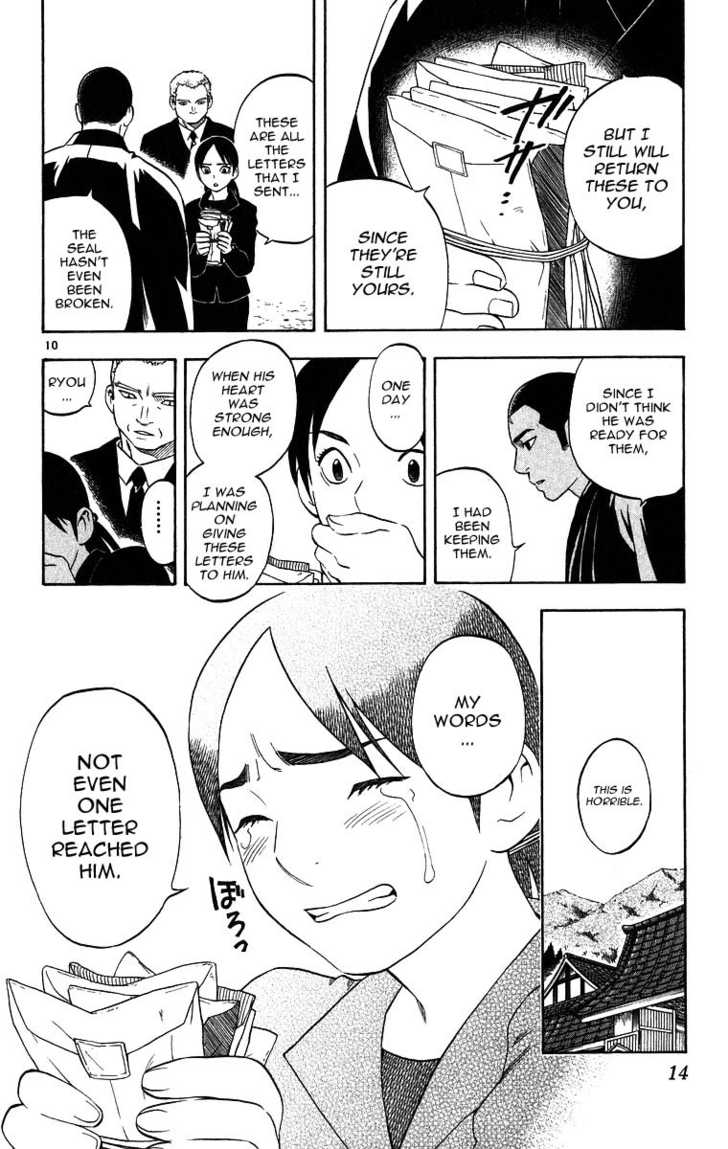 BUT I
STILL WILL
RETURN
THESE TO
YOU,
SINCE
THEY'RE
STILL
YOURS.
ガサ
THESE
ARE ALL
THE
LETTERS
THAT I
SENT...
THE
SEAL
HASN'T
EVEN
BEEN
BROKEN.
10
SINCE I
DIDN'T THINK
HE WAS
READY FOR
THEM,
I HAD
BEEN
KEEPING
THEM.
ONE
DAY
...
WHEN HIS
HEART
WAS
STRONG
ENOUGH,
I WAS
PLANNING
ON
GIVING
THESE
LETTERS
TO HIM.
RYOU
...
......
THIS IS
HORRIBLE.
MY
WORDS
...
NOT
EVEN
ONE
LETTER
REACHED
HIM.
ぼろっ
14